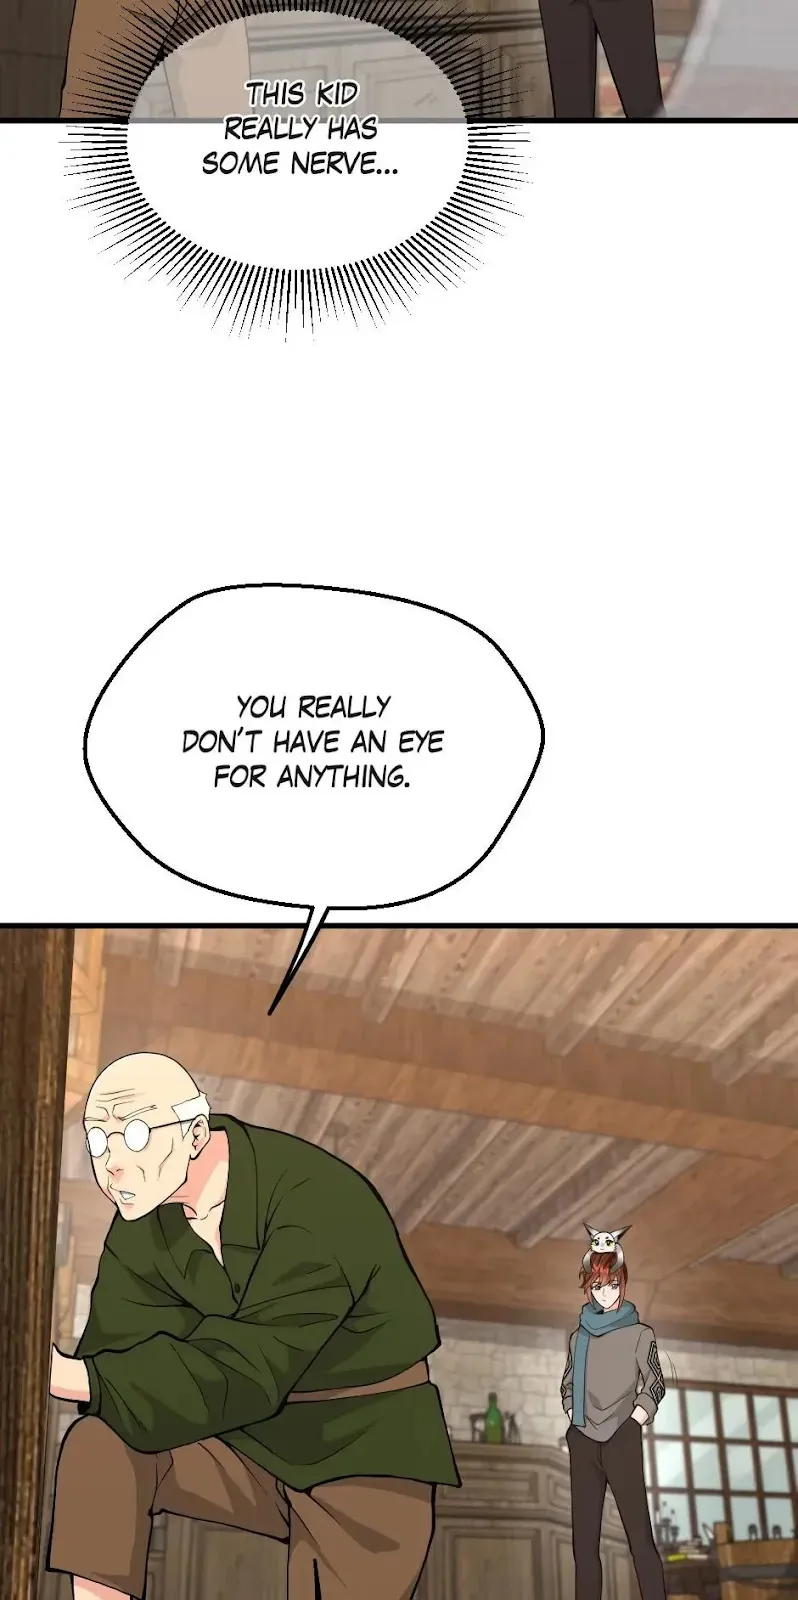 THIS KID
REALLY HAS
SOME NERVE...
YOU REALLY
DON'T HAVE AN EYE
FOR ANYTHING.